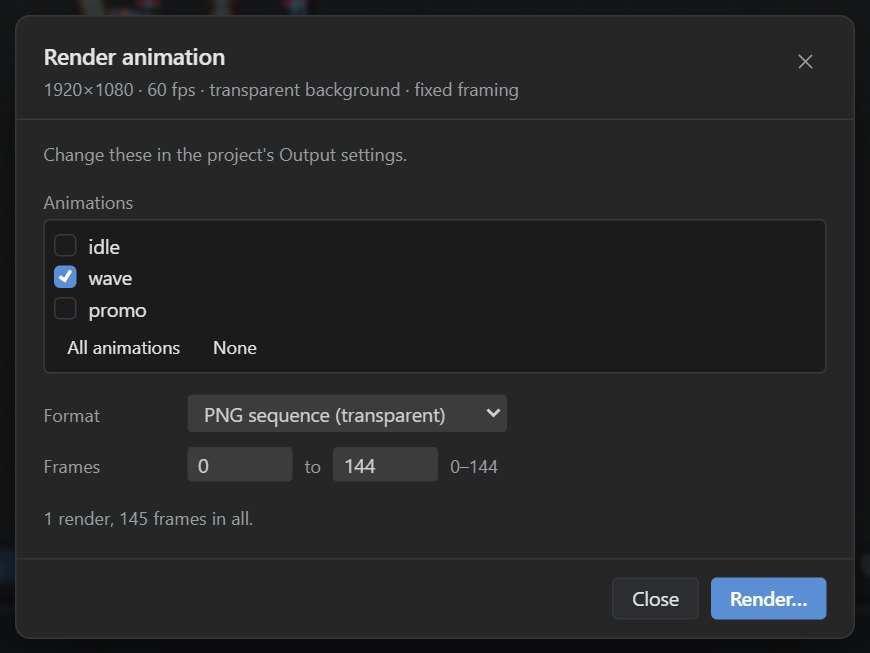 Render animation
1920×1080 · 60 fps · transparent background · fixed framing
Change these in the project's Output settings.
Animations
idle
wave
promo
All animations None
Format PNG sequence (transparent)
Frames 0 to 144 0–144
1 render, 145 frames in all.
Close Render...